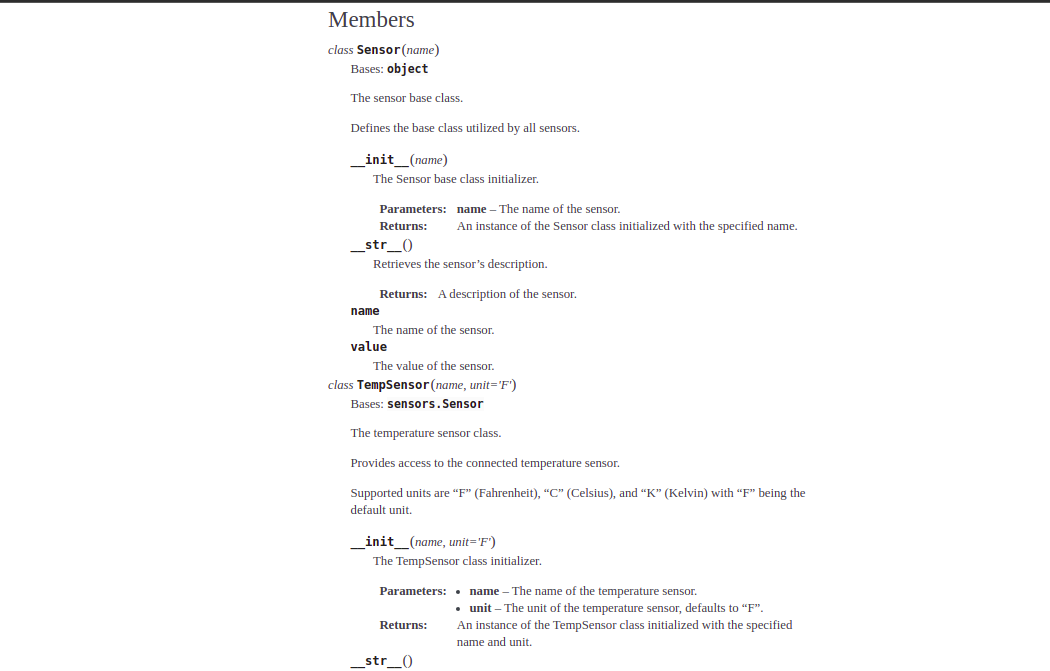 Members
class Sensor(name)
Bases: object
The sensor base class.
Defines the base class utilized by all sensors.
__init__(name)
The Sensor base class initializer.
Parameters: name – The name of the sensor.
Returns: An instance of the Sensor class initialized with the specified name.
__str__()
Retrieves the sensor’s description.
Returns: A description of the sensor.
name
The name of the sensor.
value
The value of the sensor.
class TempSensor(name, unit='F')
Bases: sensors.Sensor
The temperature sensor class.
Provides access to the connected temperature sensor.
Supported units are “F” (Fahrenheit), “C” (Celsius), and “K” (Kelvin) with “F” being the
default unit.
__init__(name, unit='F')
The TempSensor class initializer.
Parameters: • name – The name of the temperature sensor.
• unit – The unit of the temperature sensor, defaults to “F”.
Returns: An instance of the TempSensor class initialized with the specified
name and unit.
__str__()